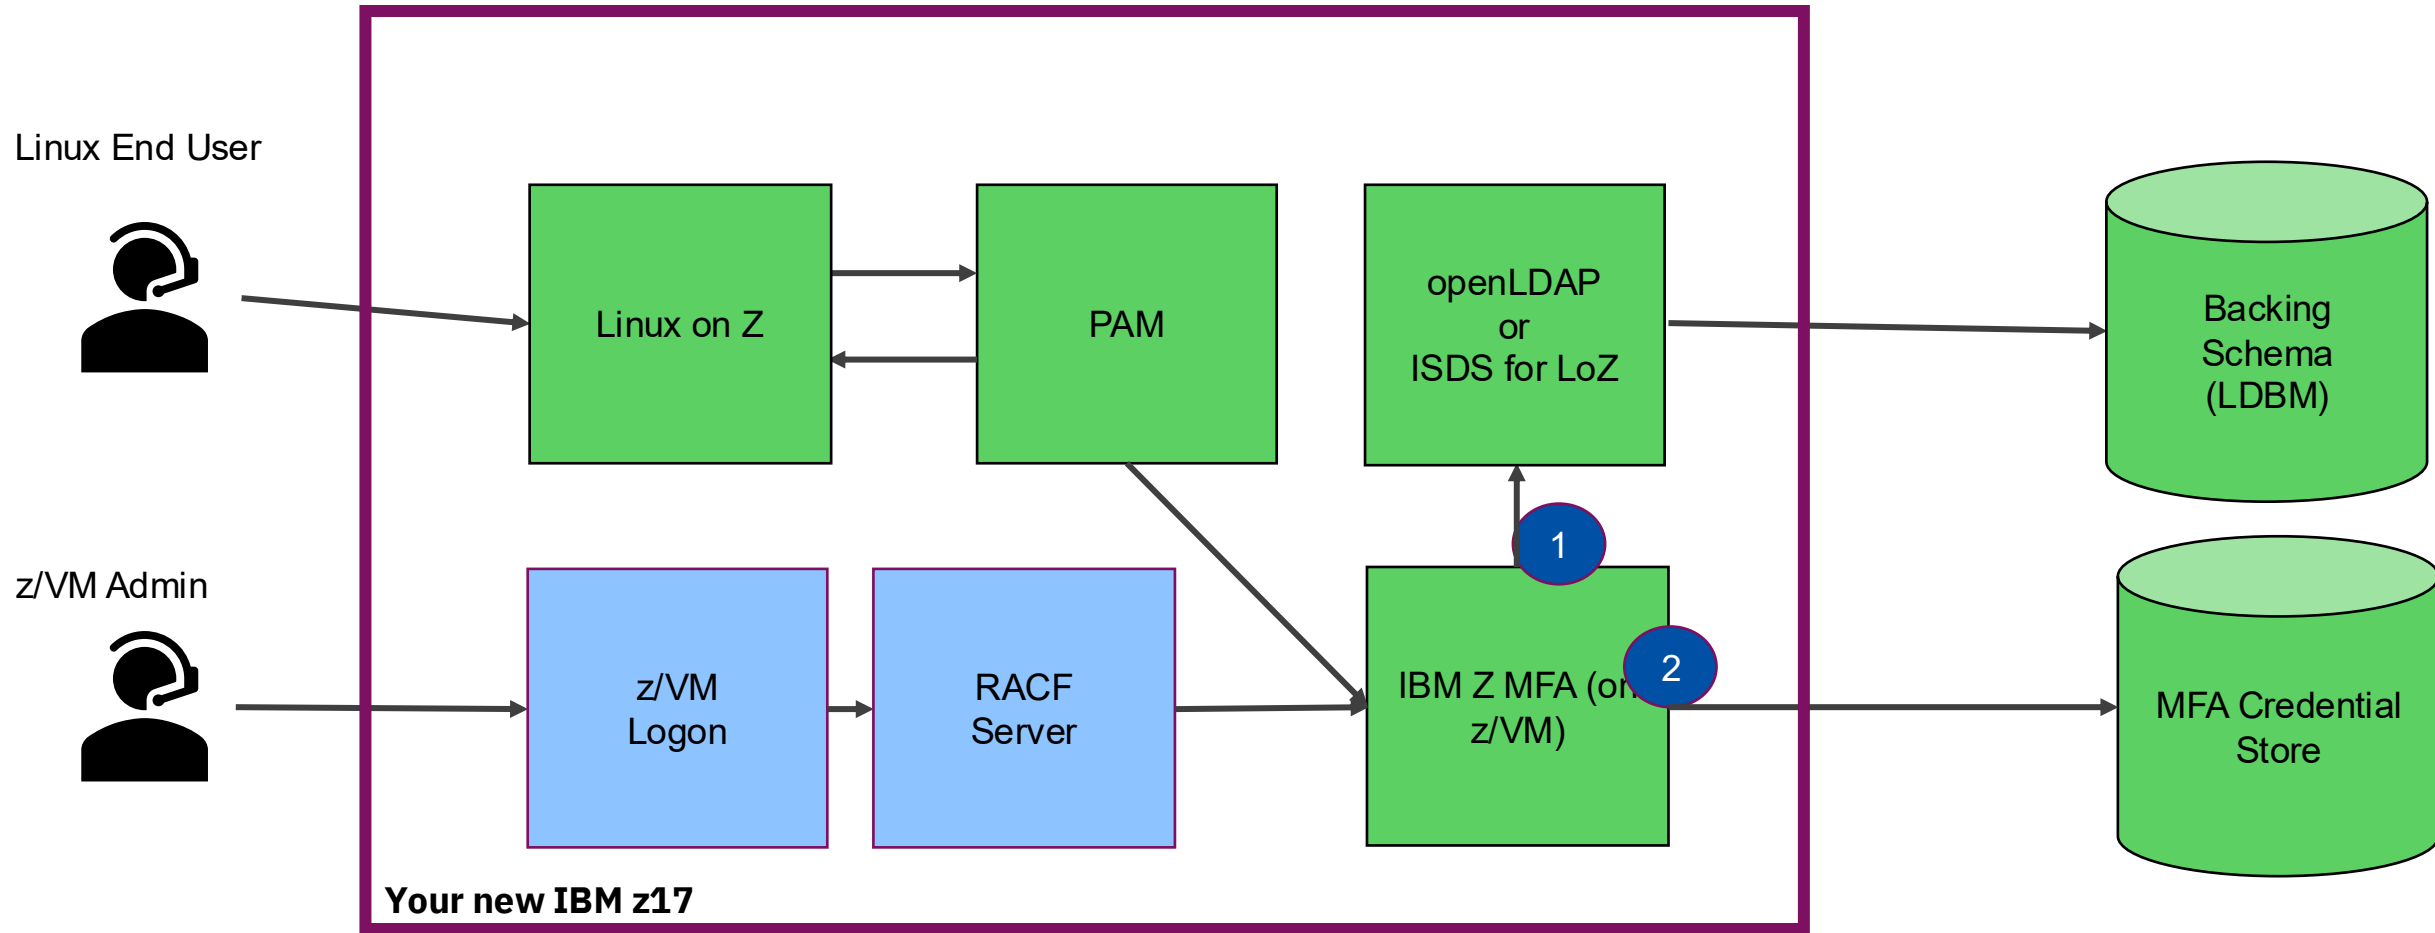 Linux End User
Linux on Z
PAM
openLDAP
or
ISDS for LoZ
Backing
Schema
(LDBM)
1
z/VM Admin
z/VM
Logon
RACF
Server
IBM Z MFA (on
z/VM)
2
MFA Credential
Store
Your new IBM z17